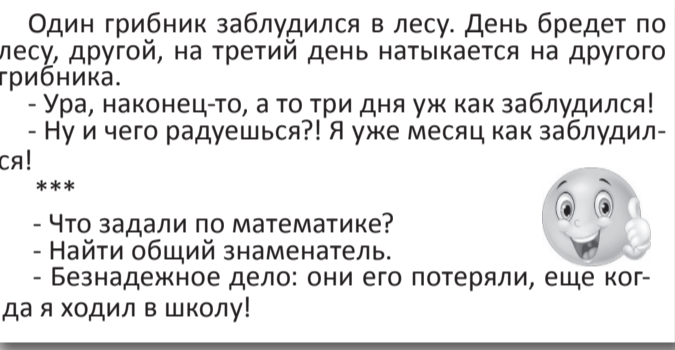 Один грибник заблудился в лесу. День бредет по
лесу, другой, на третий день натыкается на другого
грибника.
- Ура, наконец-то, а то три дня уж как заблудился!
- Ну и чего радуешься?! Я уже месяц как заблудил-
ся!
***
- Что задали по математике?
- Найти общий знаменатель.
- Безнадежное дело: они его потеряли, еще ког-
да я ходил в школу!